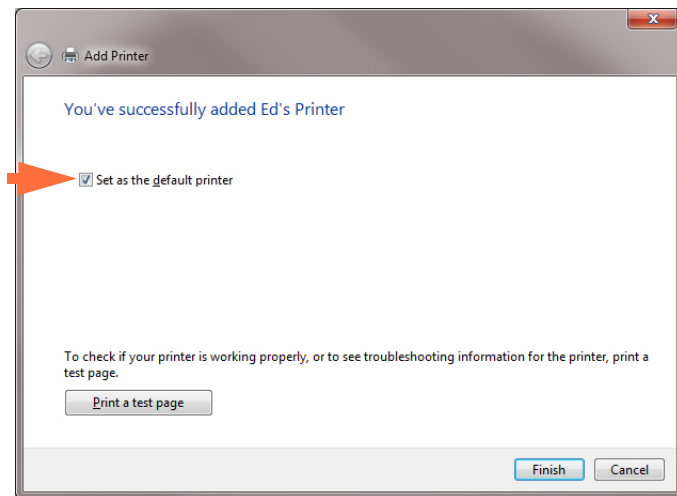 Add Printer
You've successfully added Ed's Printer
Set as the default printer
To check if your printer is working properly, or to see troubleshooting information for the printer, print a
test page.
Print a test page
Finish Cancel